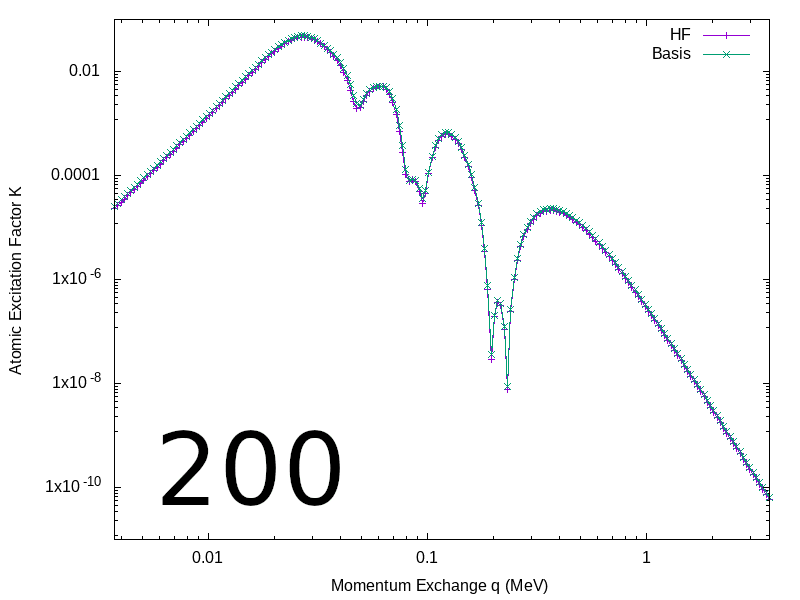 HF
Basis
0.01
0.0001
1x10-6
1x10-8
1x10-10
Atomic Excitation Factor K
200
0.01 0.1 1
Momentum Exchange q (MeV)